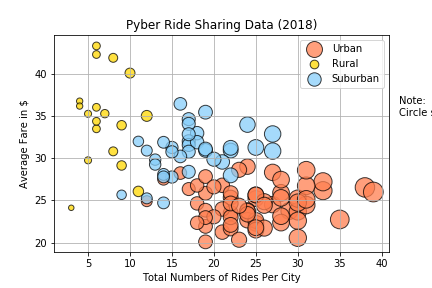 Pyber Ride Sharing Data (2018)
Urban
Rural
Suburban
Note:
Circle
Average Fare in $
40
35
30
25
20
5
10
15
20
25
30
35
40
Total Numbers of Rides Per City